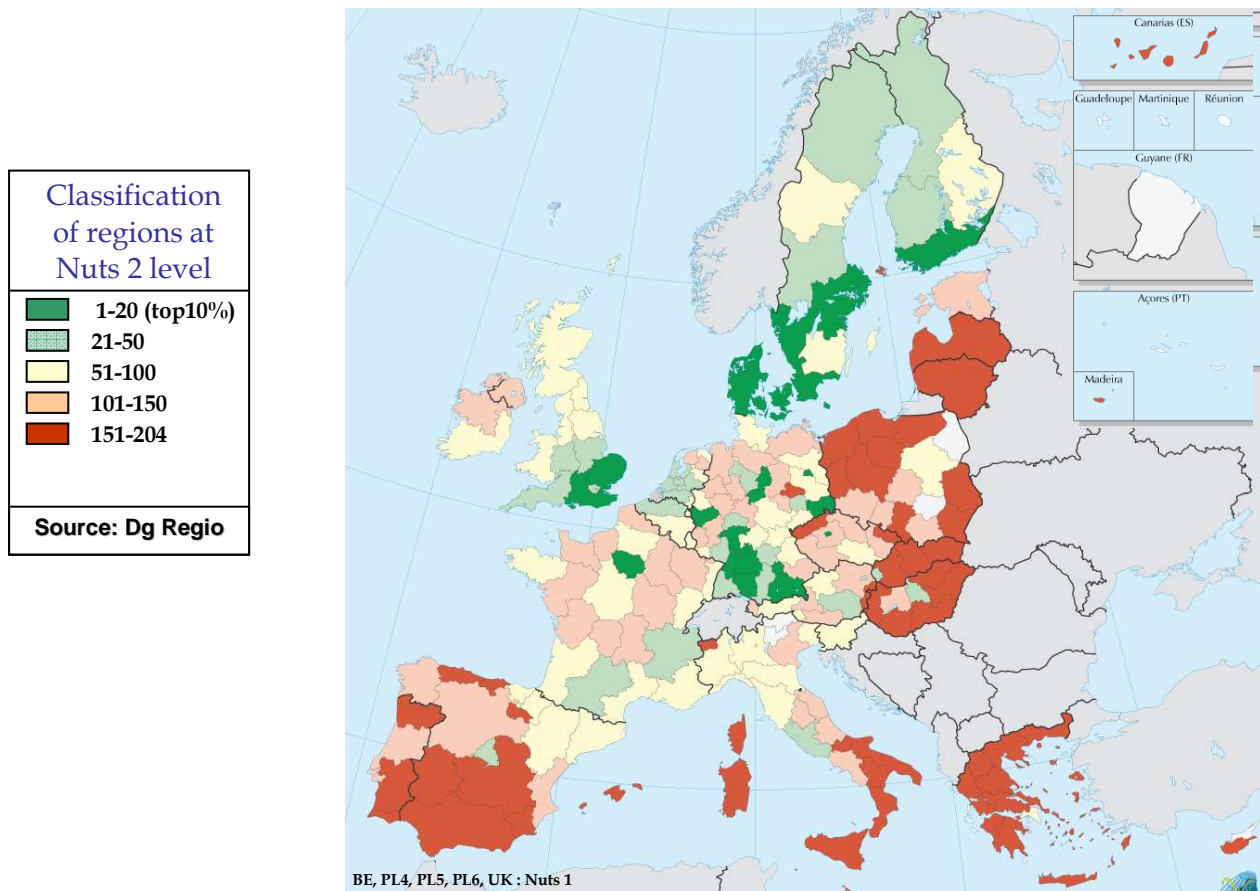 Classification
of regions at
Nuts 2 level
1-20 (top10%)
21-50
51-100
101-150
151-204
Source: Dg Regio
Canarias (ES)
Guadeloupe
Martinique
Réunion
Guyane (FR)
Açores (PT)
Madeira
BE, PL4, PL5, PL6, UK : Nuts 1